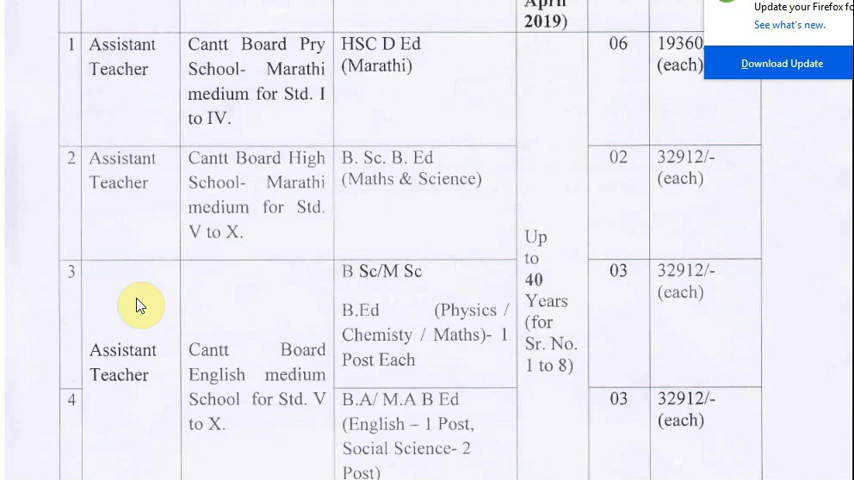 April
2019)
Update your Firefox fo
See what's new.
Download Update
1 Assistant Teacher
Cantt Board Pry
School- Marathi
medium for Std. I
to IV.
HSC D Ed
(Marathi)
06
19360
(each)
2 Assistant
Teacher
Cantt Board High
School- Marathi
medium for Std.
V to X.
B. Sc. B. Ed
(Maths & Science)
02
32912/-
(each)
Up
to
40
Years
(for
Sr. No.
1 to 8)
3
Assistant
Teacher
Cantt Board
English medium
School for Std. V
to X.
B Sc/M Sc
B.Ed (Physics /
Chemisty / Maths)- 1
Post Each
03
32912/-
(each)
4
B.A/ M.A B Ed
(English – 1 Post,
Social Science- 2
Post)
03
32912/-
(each)